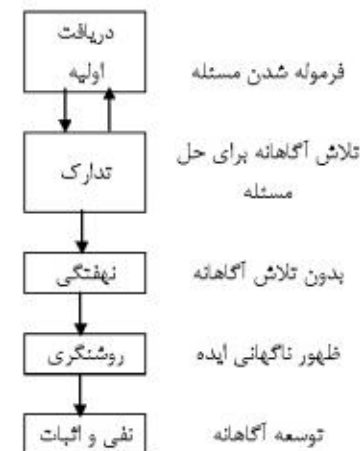 دریافت
اولیه
فرموله شدن مسئله
تدارک
تلاش آگاهانه برای حل
مسئله
نهفتگی
بدون تلاش آگاهانه
روشنگری
ظهور ناگهانی ایده
نفی و اثبات
توسعه آگاهانه